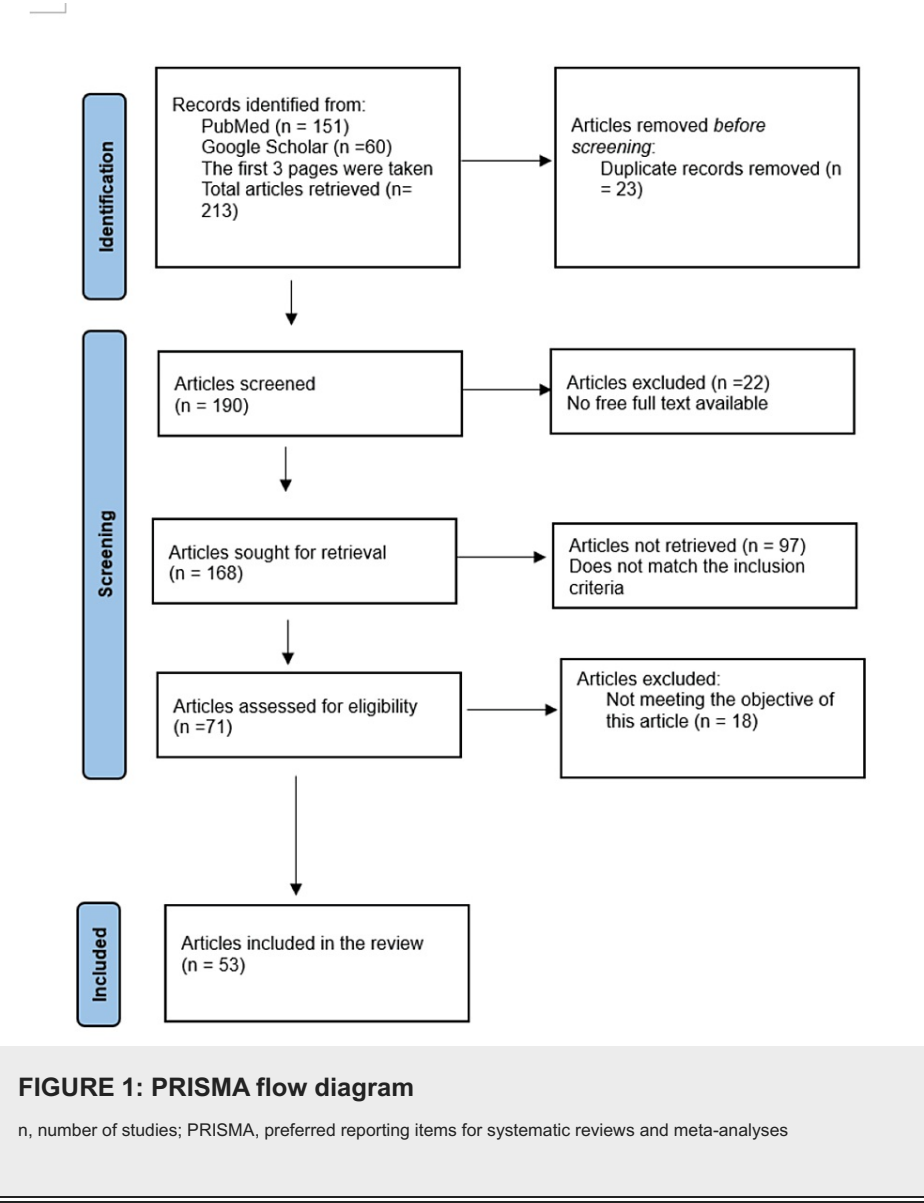 Identification
Records identified from:
PubMed (n = 151)
Google Scholar (n =60)
The first 3 pages were taken
Total articles retrieved (n=
213)
Articles removed before
screening:
Duplicate records removed (n
= 23)
Screening
Articles screened
(n = 190)
Articles excluded (n =22)
No free full text available
Articles sought for retrieval
(n = 168)
Articles not retrieved (n = 97)
Does not match the inclusion
criteria
Articles assessed for eligibility
(n =71)
Articles excluded:
Not meeting the objective of
this article (n = 18)
Included
Articles included in the review
(n = 53)
FIGURE 1: PRISMA flow diagram
n, number of studies; PRISMA, preferred reporting items for systematic reviews and meta-analyses